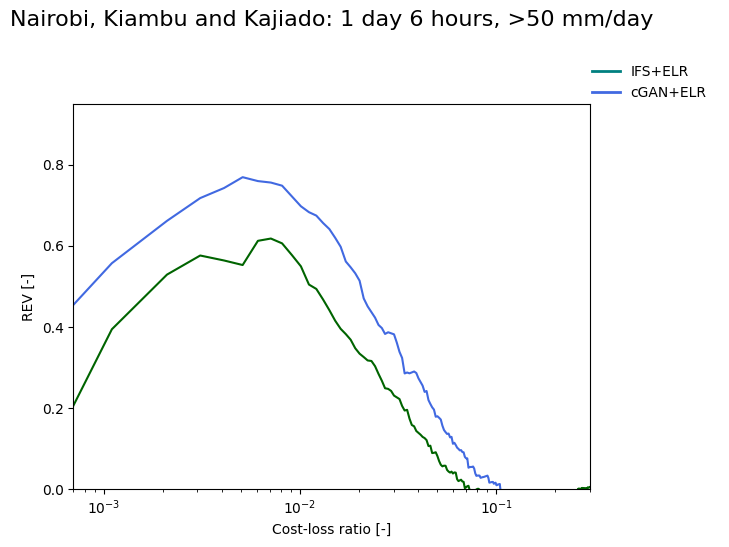 Nairobi, Kiambu and Kajiado: 1 day 6 hours, >50 mm/day
IFS+ELR
cGAN+ELR
0.8
0.6
0.4
0.2
0.0
REV [-]
10⁻³ 10⁻² 10⁻¹
Cost-loss ratio [-]